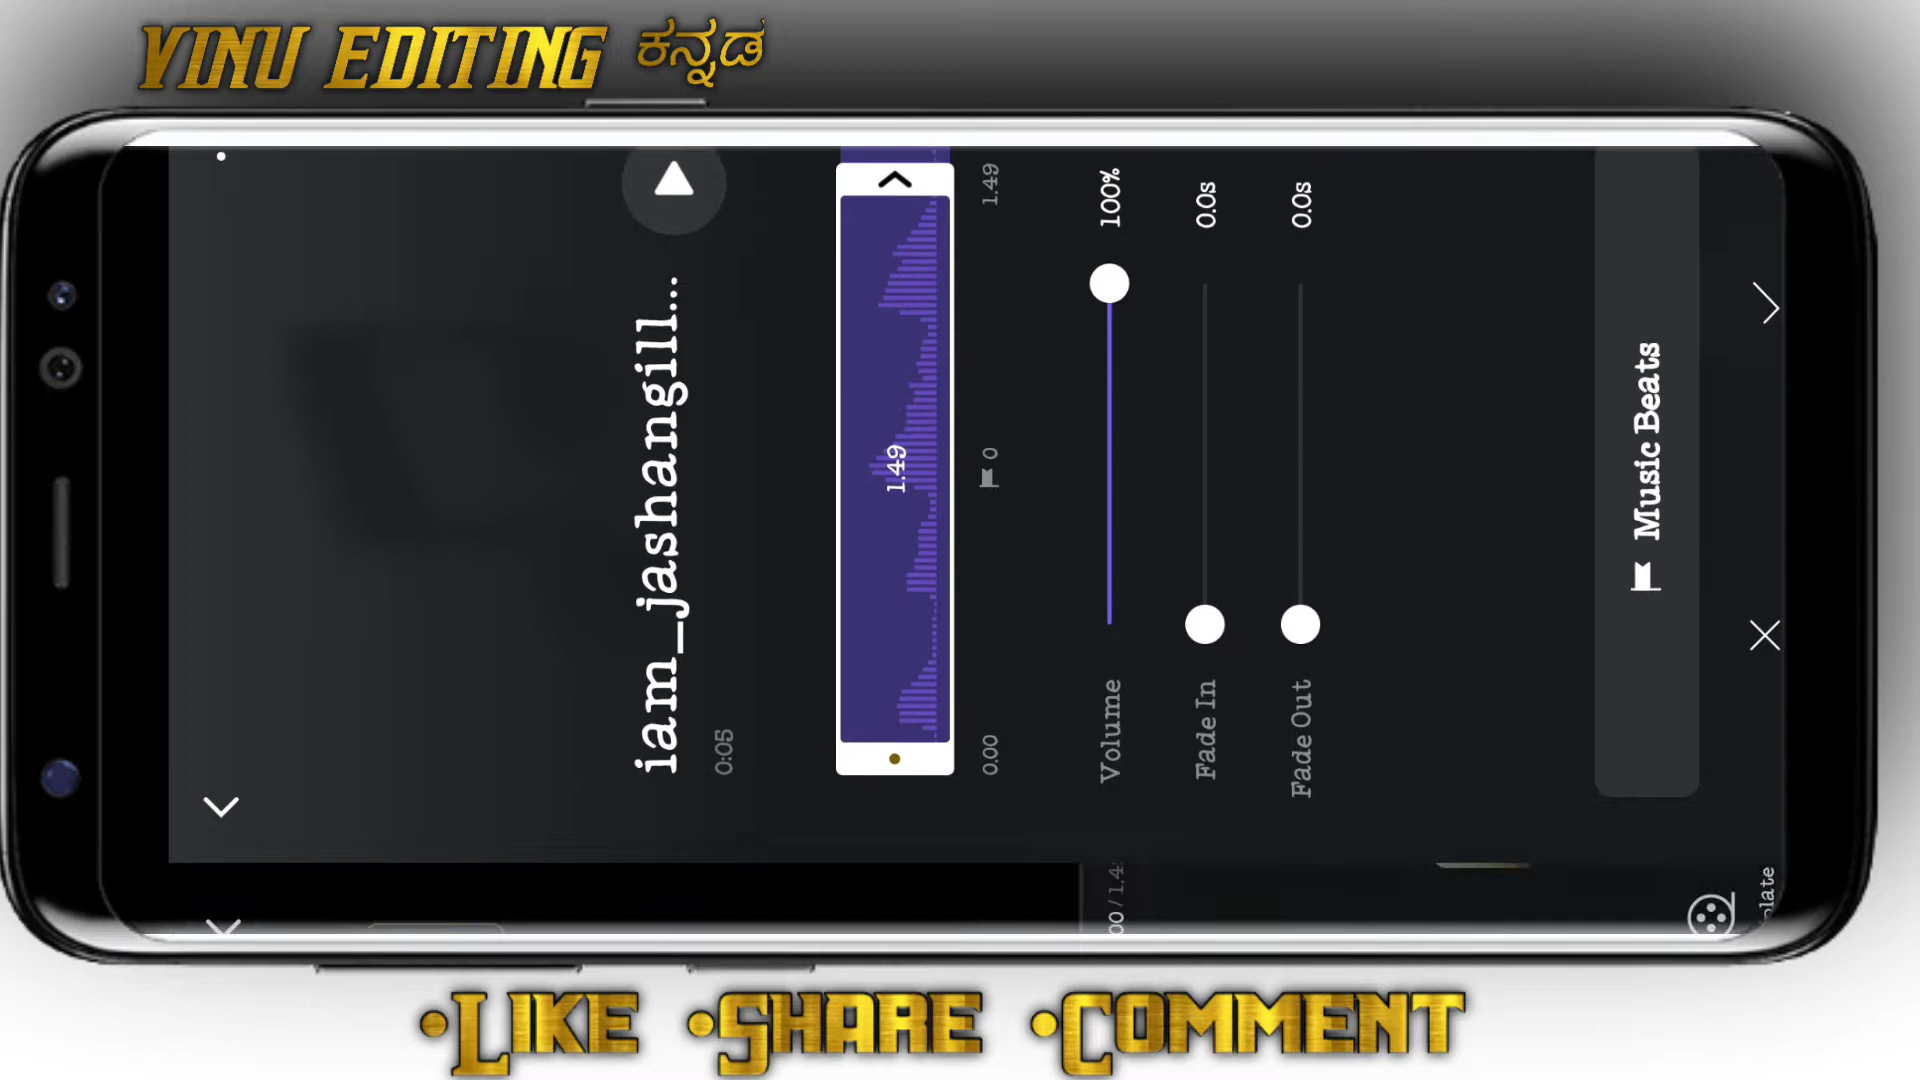 VINU EDITING ಕನ್ನಡ
iam_jashangill...
0:05
1.49
0.00
0
1.49
Volume
100%
Fade In
0.0s
Fade Out
0.0s
Music Beats
•LIKE •SHARE •COMMENT